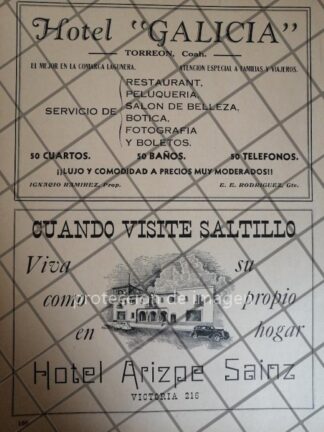 Hotel "GALICIA"
TORREON, Coah.
EL MEJOR EN LA COMARCA LAGUNERA. ATENCION ESPECIAL A FAMILIAS Y VIAJEROS.
SERVICIO DE
RESTAURANT,
PELUQUERIA,
SALON DE BELLEZA,
BOTICA,
FOTOGRAFIA
Y BOLETOS.
50 CUARTOS. 50 BAÑOS. 50 TELEFONOS.
¡¡LUJO Y COMODIDAD A PRECIOS MUY MODERADOS!!
IGNACIO RAMIREZ, Prop. E. E. RODRIGUEZ, Gte.
CUANDO VISITE SALTILLO
Viva su
como propio
en hogar
Hotel Arizpe Sainz
VICTORIA 216